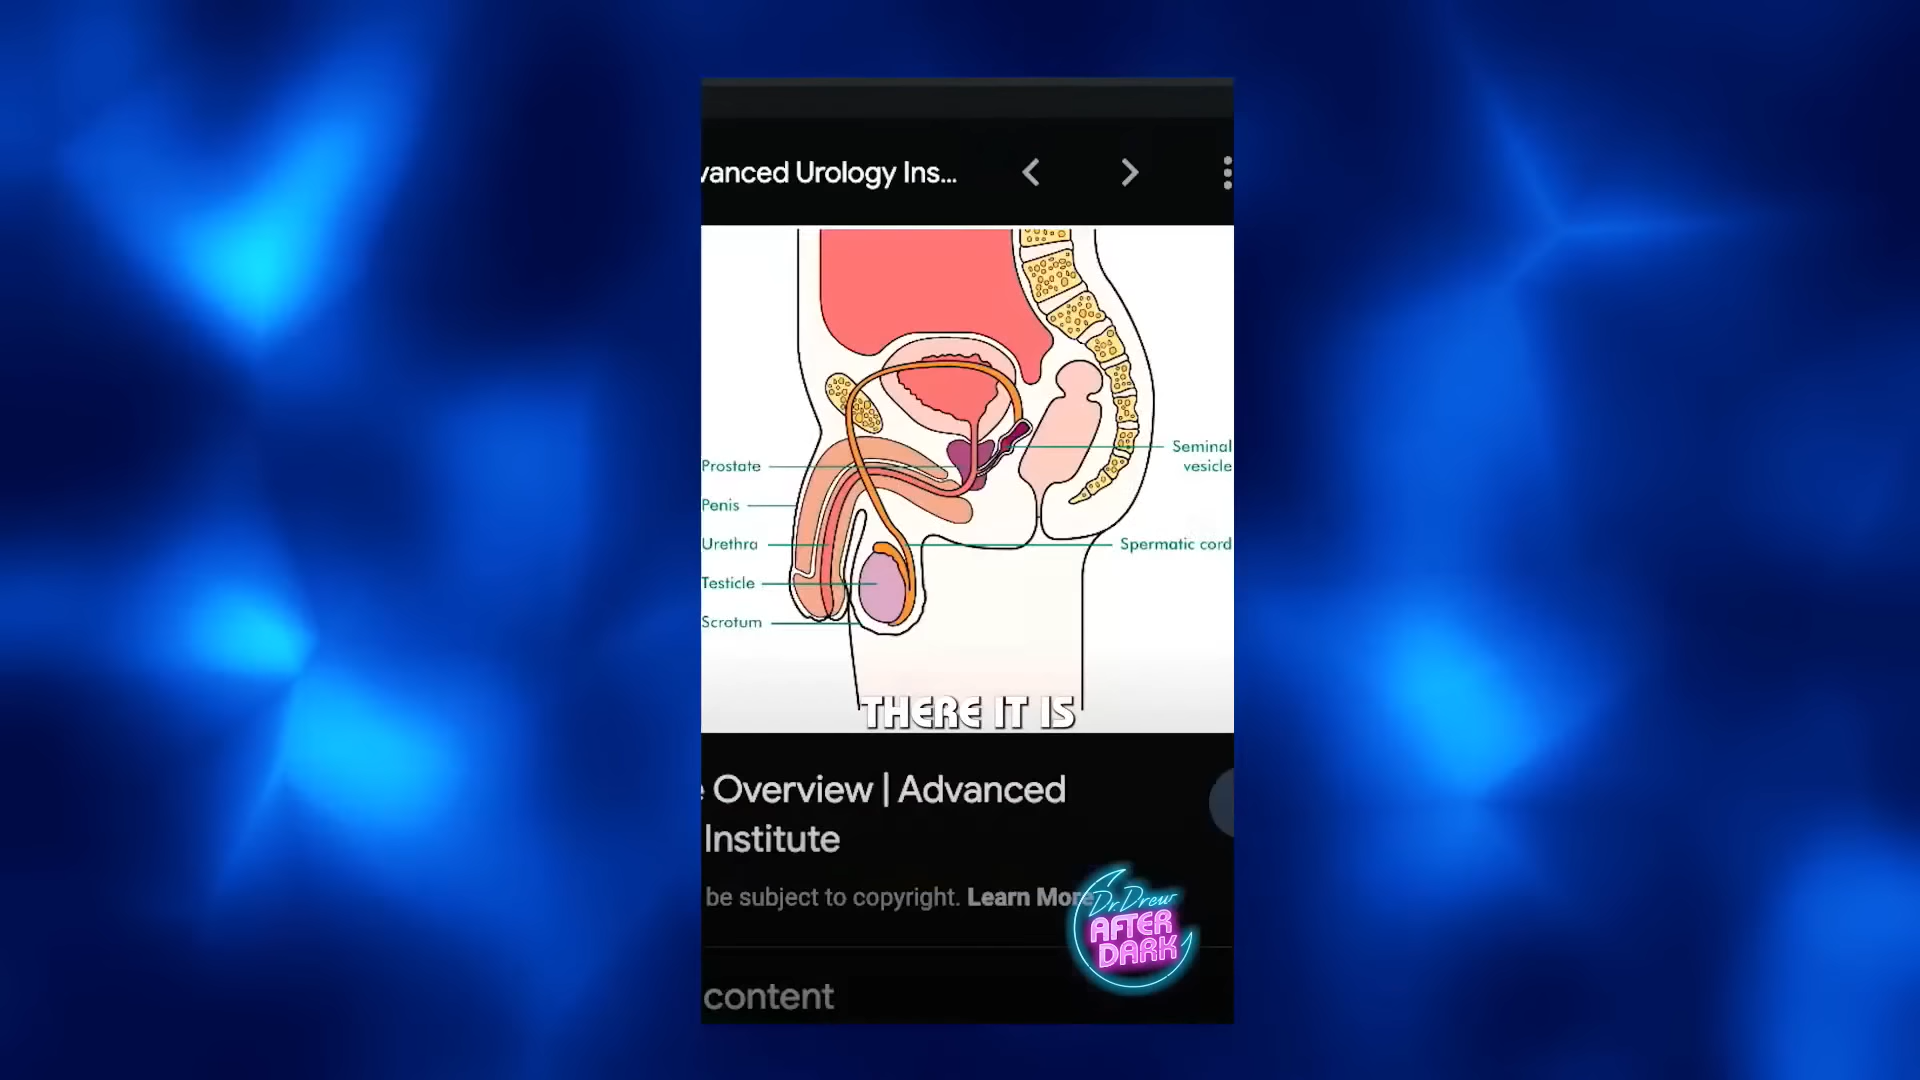 vanced Urology Ins...
Prostate
Penis
Urethra
Testicle
Scrotum
Seminal
vesicle
Spermatic cord
THERE IT IS
Overview | Advanced
Institute
be subject to copyright. Learn More
Dr. Drew
AFTER
DARK
content